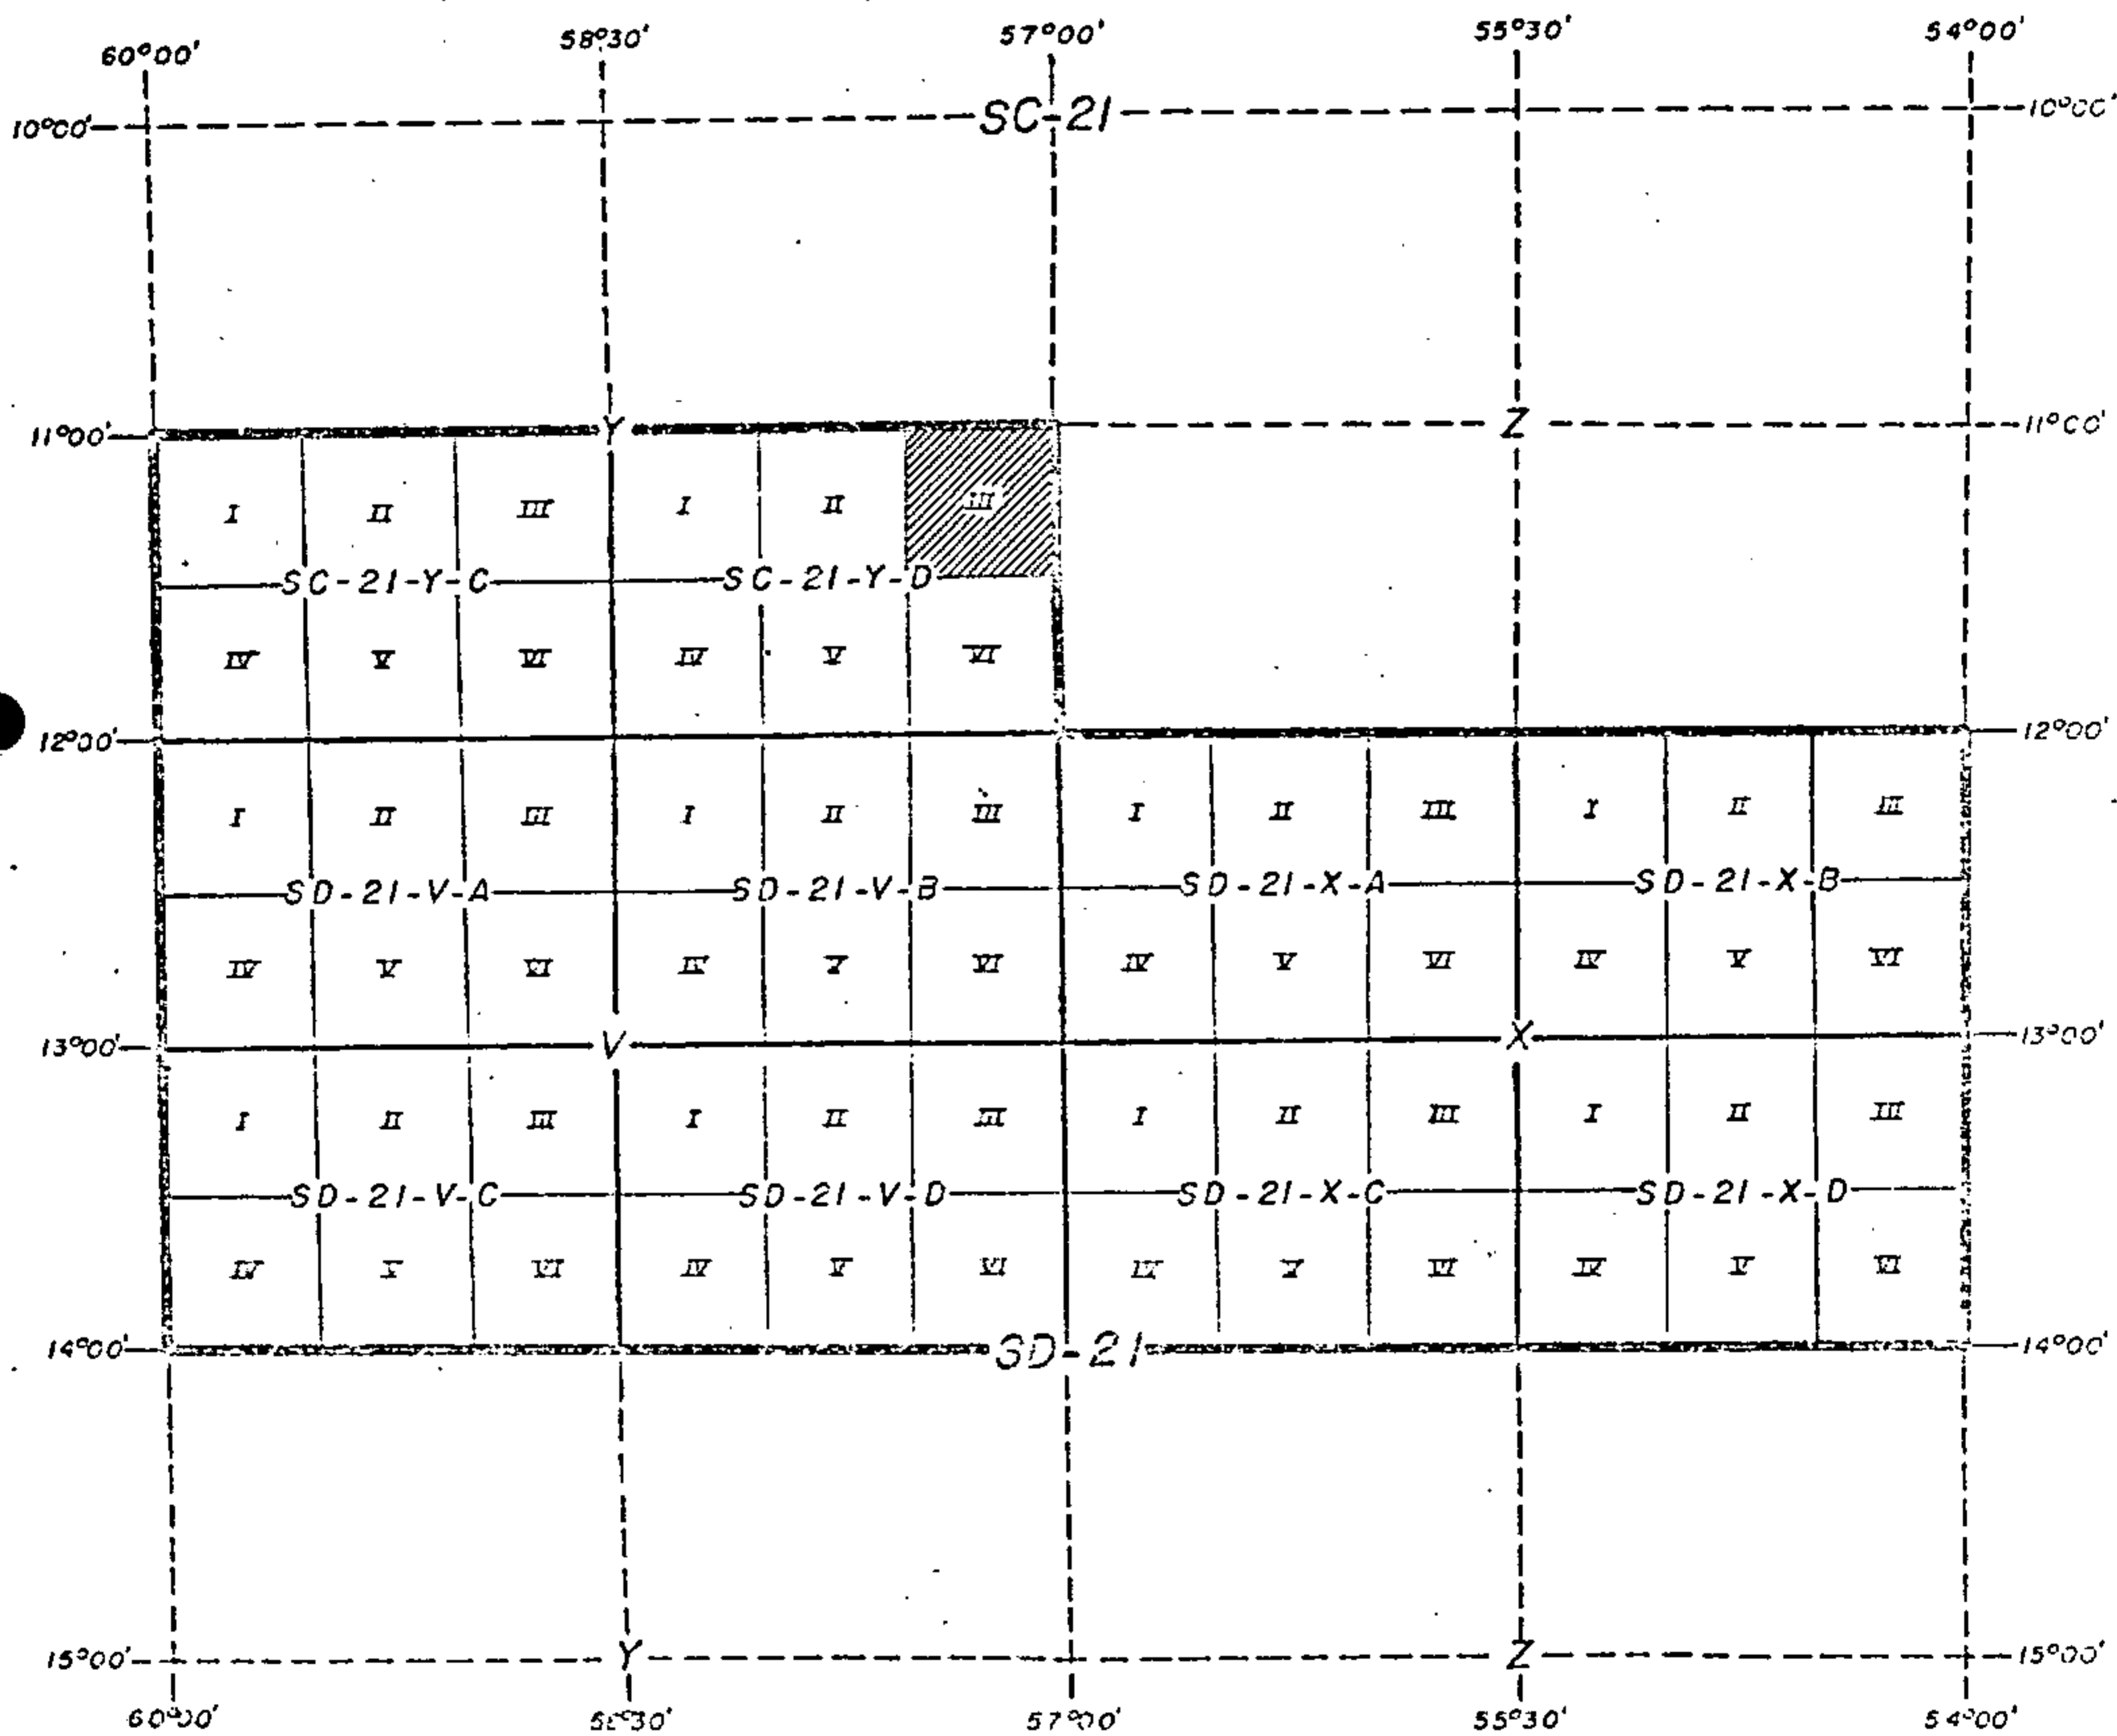 60°00' 58°30' 57°00' 55°30' 54°00'
10°00' SC-21 10°00'
11°00' Y Z 11°00'
I II III I II III
SC-21-Y-C SC-21-Y-D
IV V VI IV V VI
12°00' 12°00'
I II III I II III I II III I II III
SD-21-V-A SD-21-V-B SD-21-X-A SD-21-X-B
IV V VI IV V VI IV V VI IV V VI
13°00' V X 13°00'
I II III I II III I II III I II III
SD-21-V-C SD-21-V-D SD-21-X-C SD-21-X-D
IV V VI IV V VI IV V VI IV V VI
14°00' SD-21 14°00'
15°00' Y Z 15°00'
60°00' 58°30' 57°00' 55°30' 54°00'